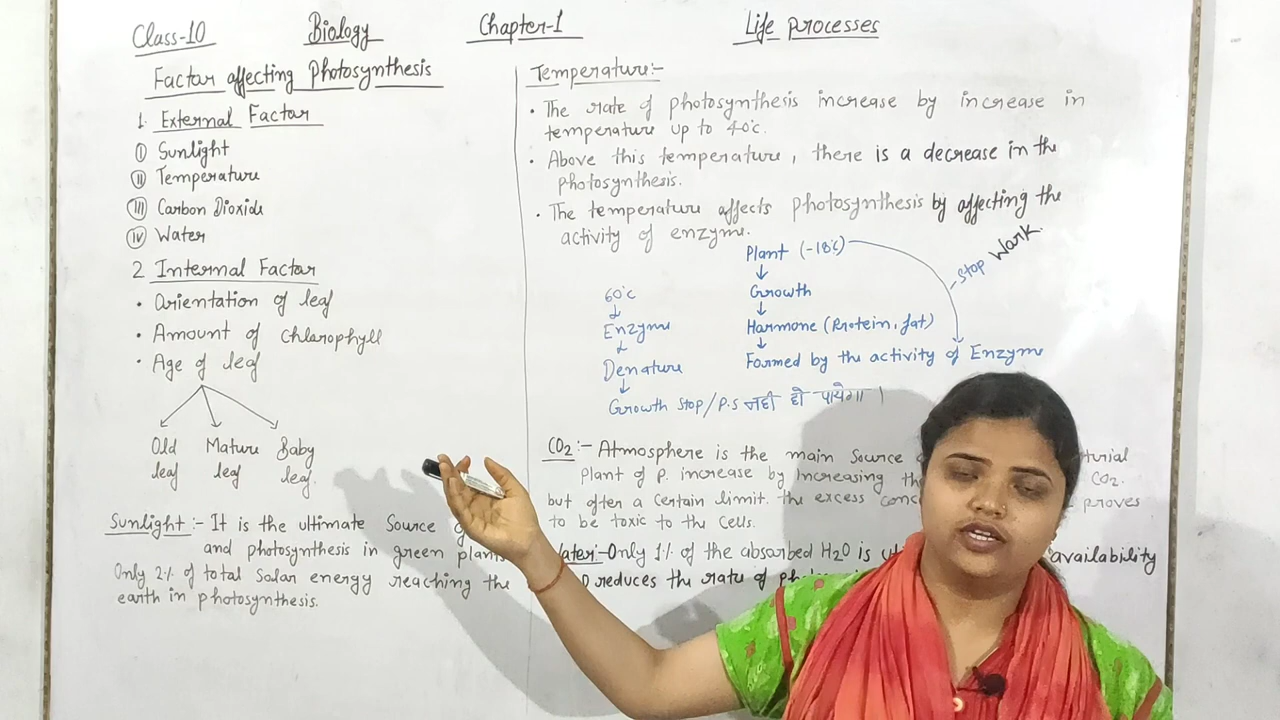 Class-10 Biology Chapter-1 Life Processes
Factor affecting Photosynthesis
1. External Factor
(I) Sunlight
(II) Temperature
(III) Carbon Dioxide
(IV) Water
2 Internal Factor
• Orientation of leaf
• Amount of Chlorophyll
• Age of leaf
Old Mature Baby
leaf leaf leaf.
Sunlight :- It is the ultimate Source
and photosynthesis in green plants
Only 2% of total Solar energy reaching the
earth in photosynthesis.
Temperature:-
• The rate of photosynthesis increase by increase in
temperature up to 40°c.
• Above this temperature, there is a decrease in the
photosynthesis.
• The temperature affects photosynthesis by affecting the
activity of enzyme.
60°c
↓
Enzyme
↓
Denature
↓
Growth Stop/P.S नहीं हो पायेगा।
Plant (-18°c)
↓
Growth
↓
Harmone (Protein, fat)
↓
Formed by the activity of Enzyme
Stop Work.
CO₂ :- Atmosphere is the main Source
plant of p. increase by increasing CO₂.
but after a Certain limit. the excess proves
to be toxic to the Cells.
Only 1% of the absorbed H₂O is availability
reduces the rate of